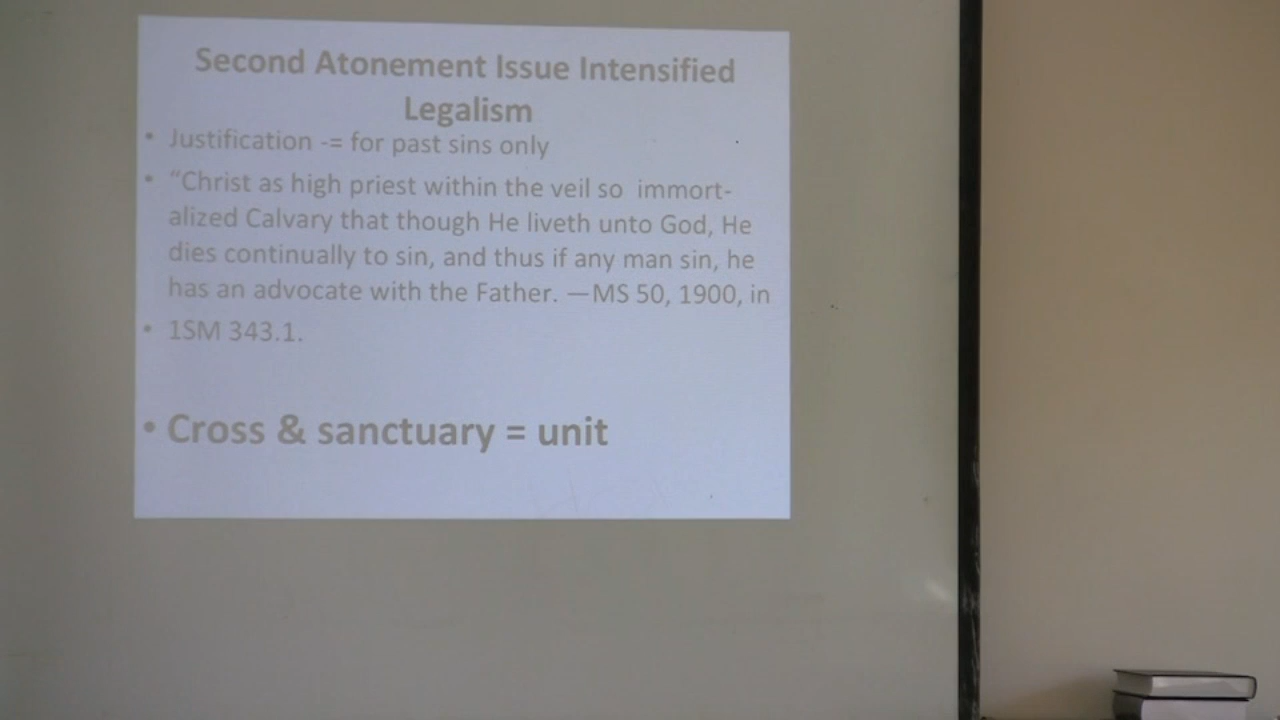 Second Atonement Issue Intensified
Legalism
• Justification -= for past sins only
• “Christ as high priest within the veil so  immort-
alized Calvary that though He liveth unto God, He
dies continually to sin, and thus if any man sin, he
has an advocate with the Father. —MS 50, 1900, in
• 1SM 343.1.
• Cross & sanctuary = unit